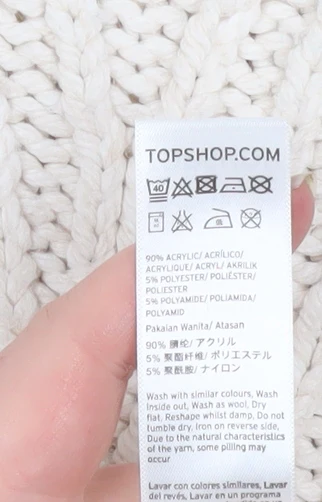 TOPSHOP.COM
40
90% ACRYLIC/ ACRÍLICO/
ACRYLIQUE/ ACRYL/ AKRILIK
5% POLYESTER/ POLIÉSTER/
POLIESTER
5% POLYAMIDE/ POLIAMIDA/
POLYAMID
Pakaian Wanita/ Atasan
90% 腈纶/ アクリル
5% 聚酯纤维/ ポリエステル
5% 聚酰胺/ ナイロン
Wash with similar colours, Wash
inside out, Wash as wool, Dry
flat. Reshape whilst damp, Do not
tumble dry. Iron on reverse side,
Due to the natural characteristics
of the yarn, some pilling may
occur
Lavar con colores similares, Lavar
del revés, Lavar en un programa